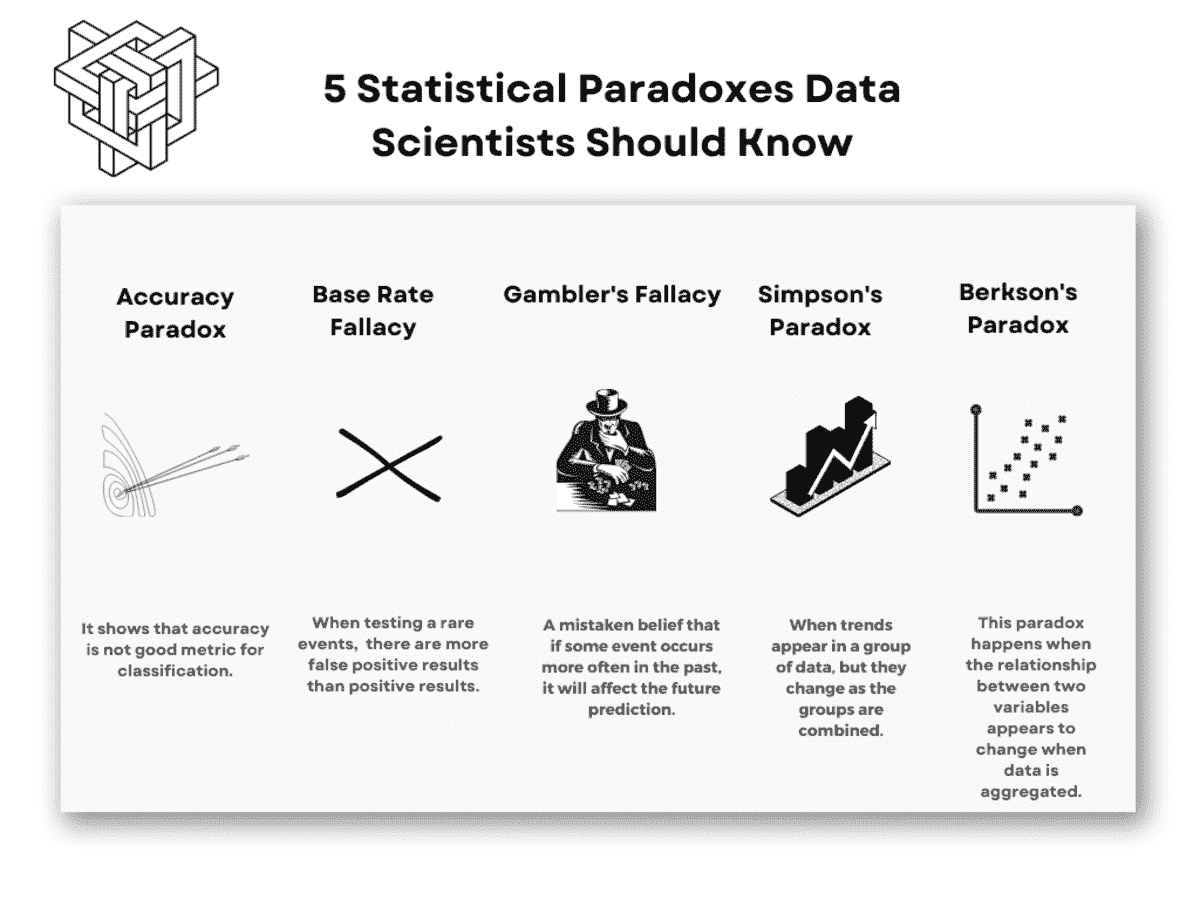 5 Statistical Paradoxes Data
Scientists Should Know
Accuracy
Paradox
It shows that accuracy
is not good metric for
classification.
Base Rate
Fallacy
When testing a rare
events, there are more
false positive results
than positive results.
Gambler's Fallacy
A mistaken belief that
if some event occurs
more often in the past,
it will affect the future
prediction.
Simpson's
Paradox
When trends
appear in a group
of data, but they
change as the
groups are
combined.
Berkson's
Paradox
This paradox
happens when
the relationship
between two
variables
appears to
change when
data is
aggregated.